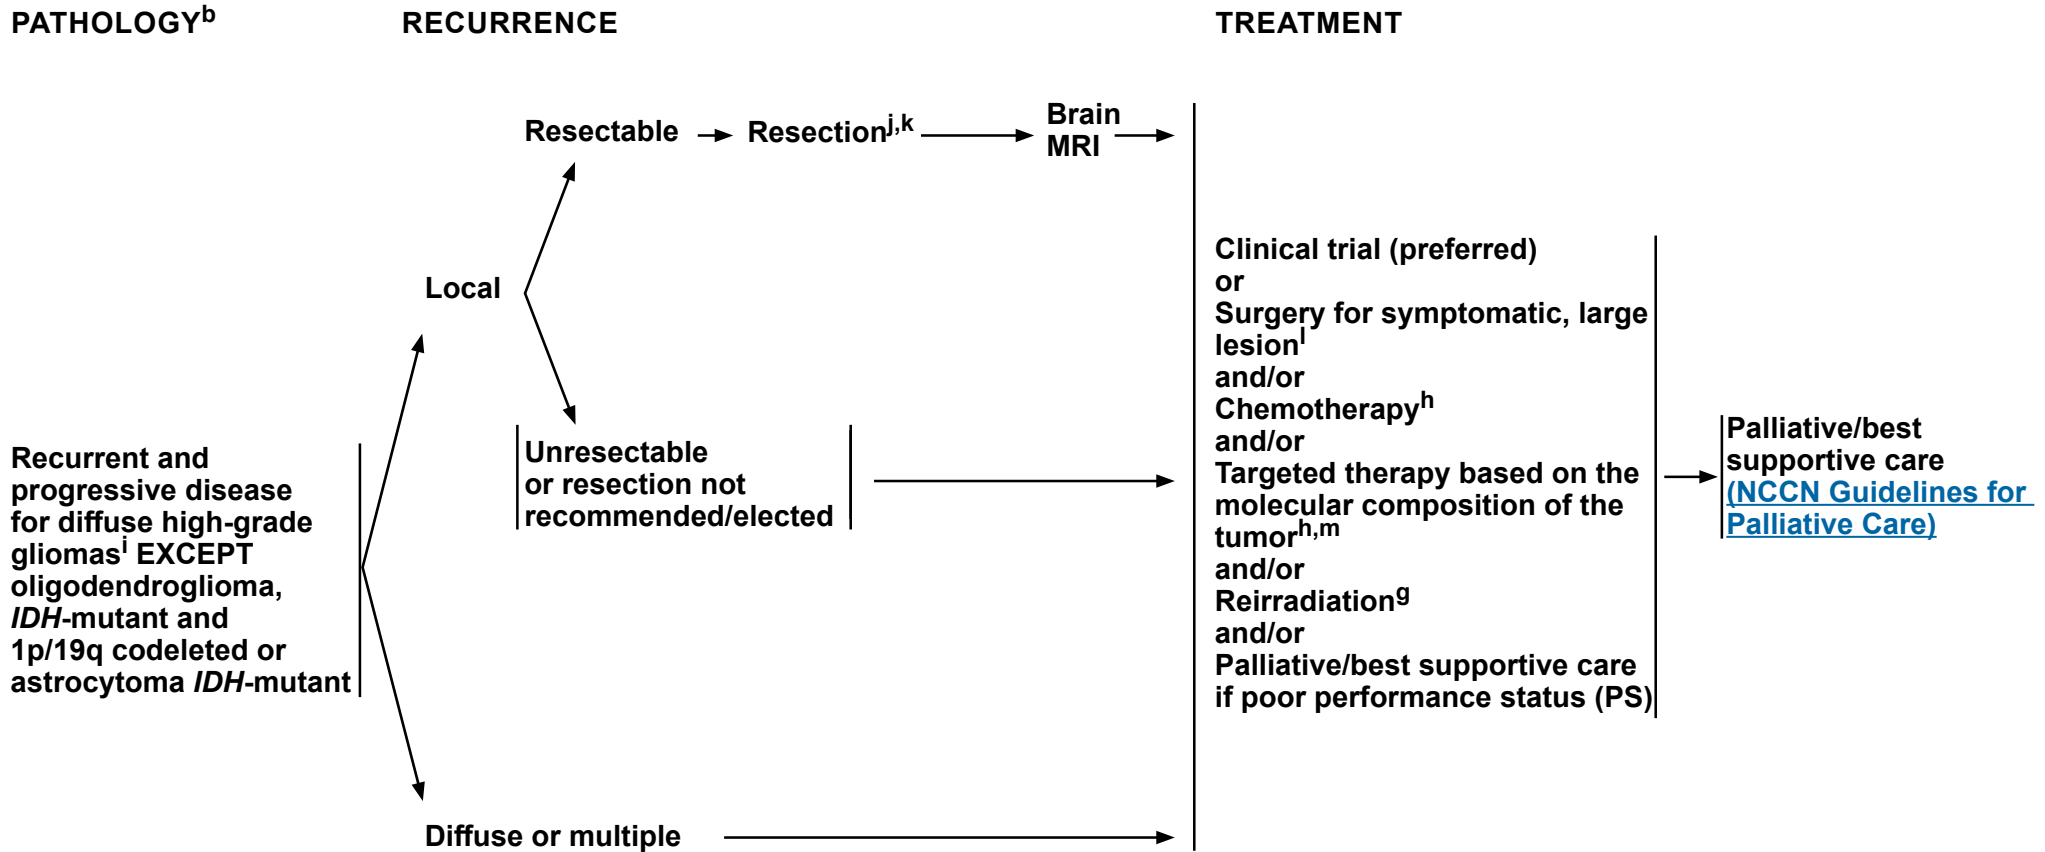 PATHOLOGYb
RECURRENCE
TREATMENT
Resectable
Resectionj,k
Brain
MRI
Local
Unresectable
or resection not
recommended/elected
Recurrent and
progressive disease
for diffuse high-grade
gliomasi EXCEPT
oligodendroglioma,
IDH-mutant and
1p/19q codeleted or
astrocytoma IDH-mutant
Diffuse or multiple
Clinical trial (preferred)
or
Surgery for symptomatic, large
lesionl
and/or
Chemotherapyh
and/or
Targeted therapy based on the
molecular composition of the
tumorh,m
and/or
Reirradiationg
and/or
Palliative/best supportive care
if poor performance status (PS)
Palliative/best
supportive care
(NCCN Guidelines for
Palliative Care)